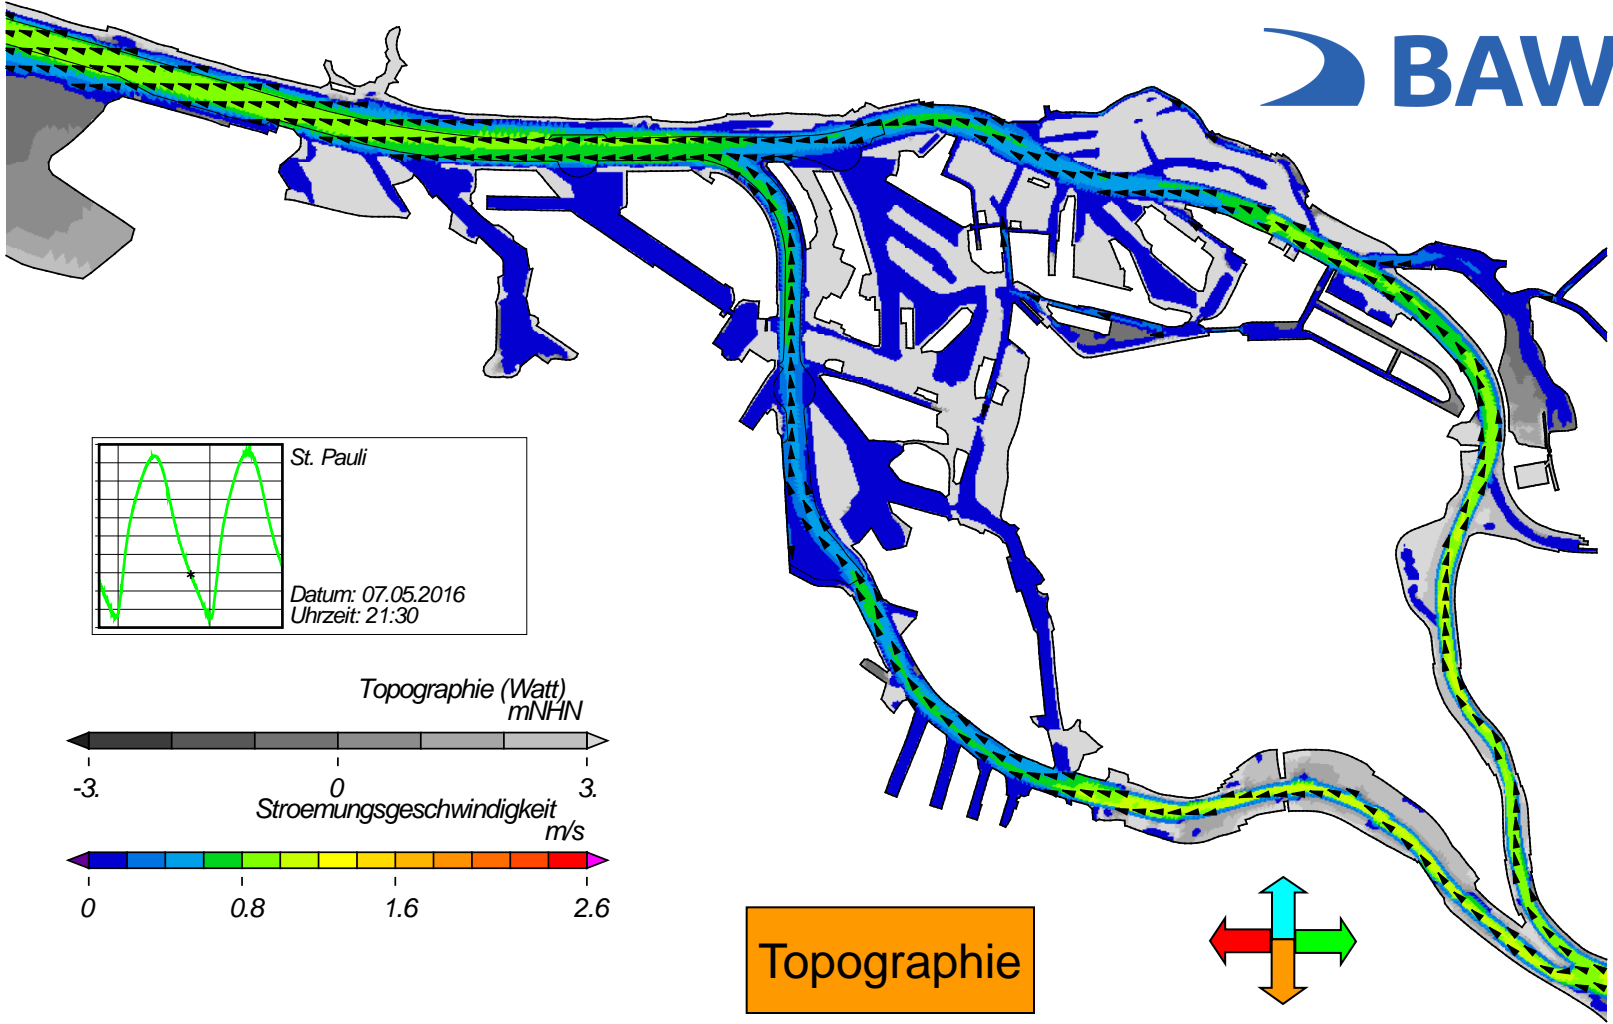 BAW
St. Pauli
Datum: 07.05.2016
Uhrzeit: 21:30
Topographie (Watt)
mNHN
-3. 0 3.
Stroemungsgeschwindigkeit
m/s
0 0.8 1.6 2.6
Topographie